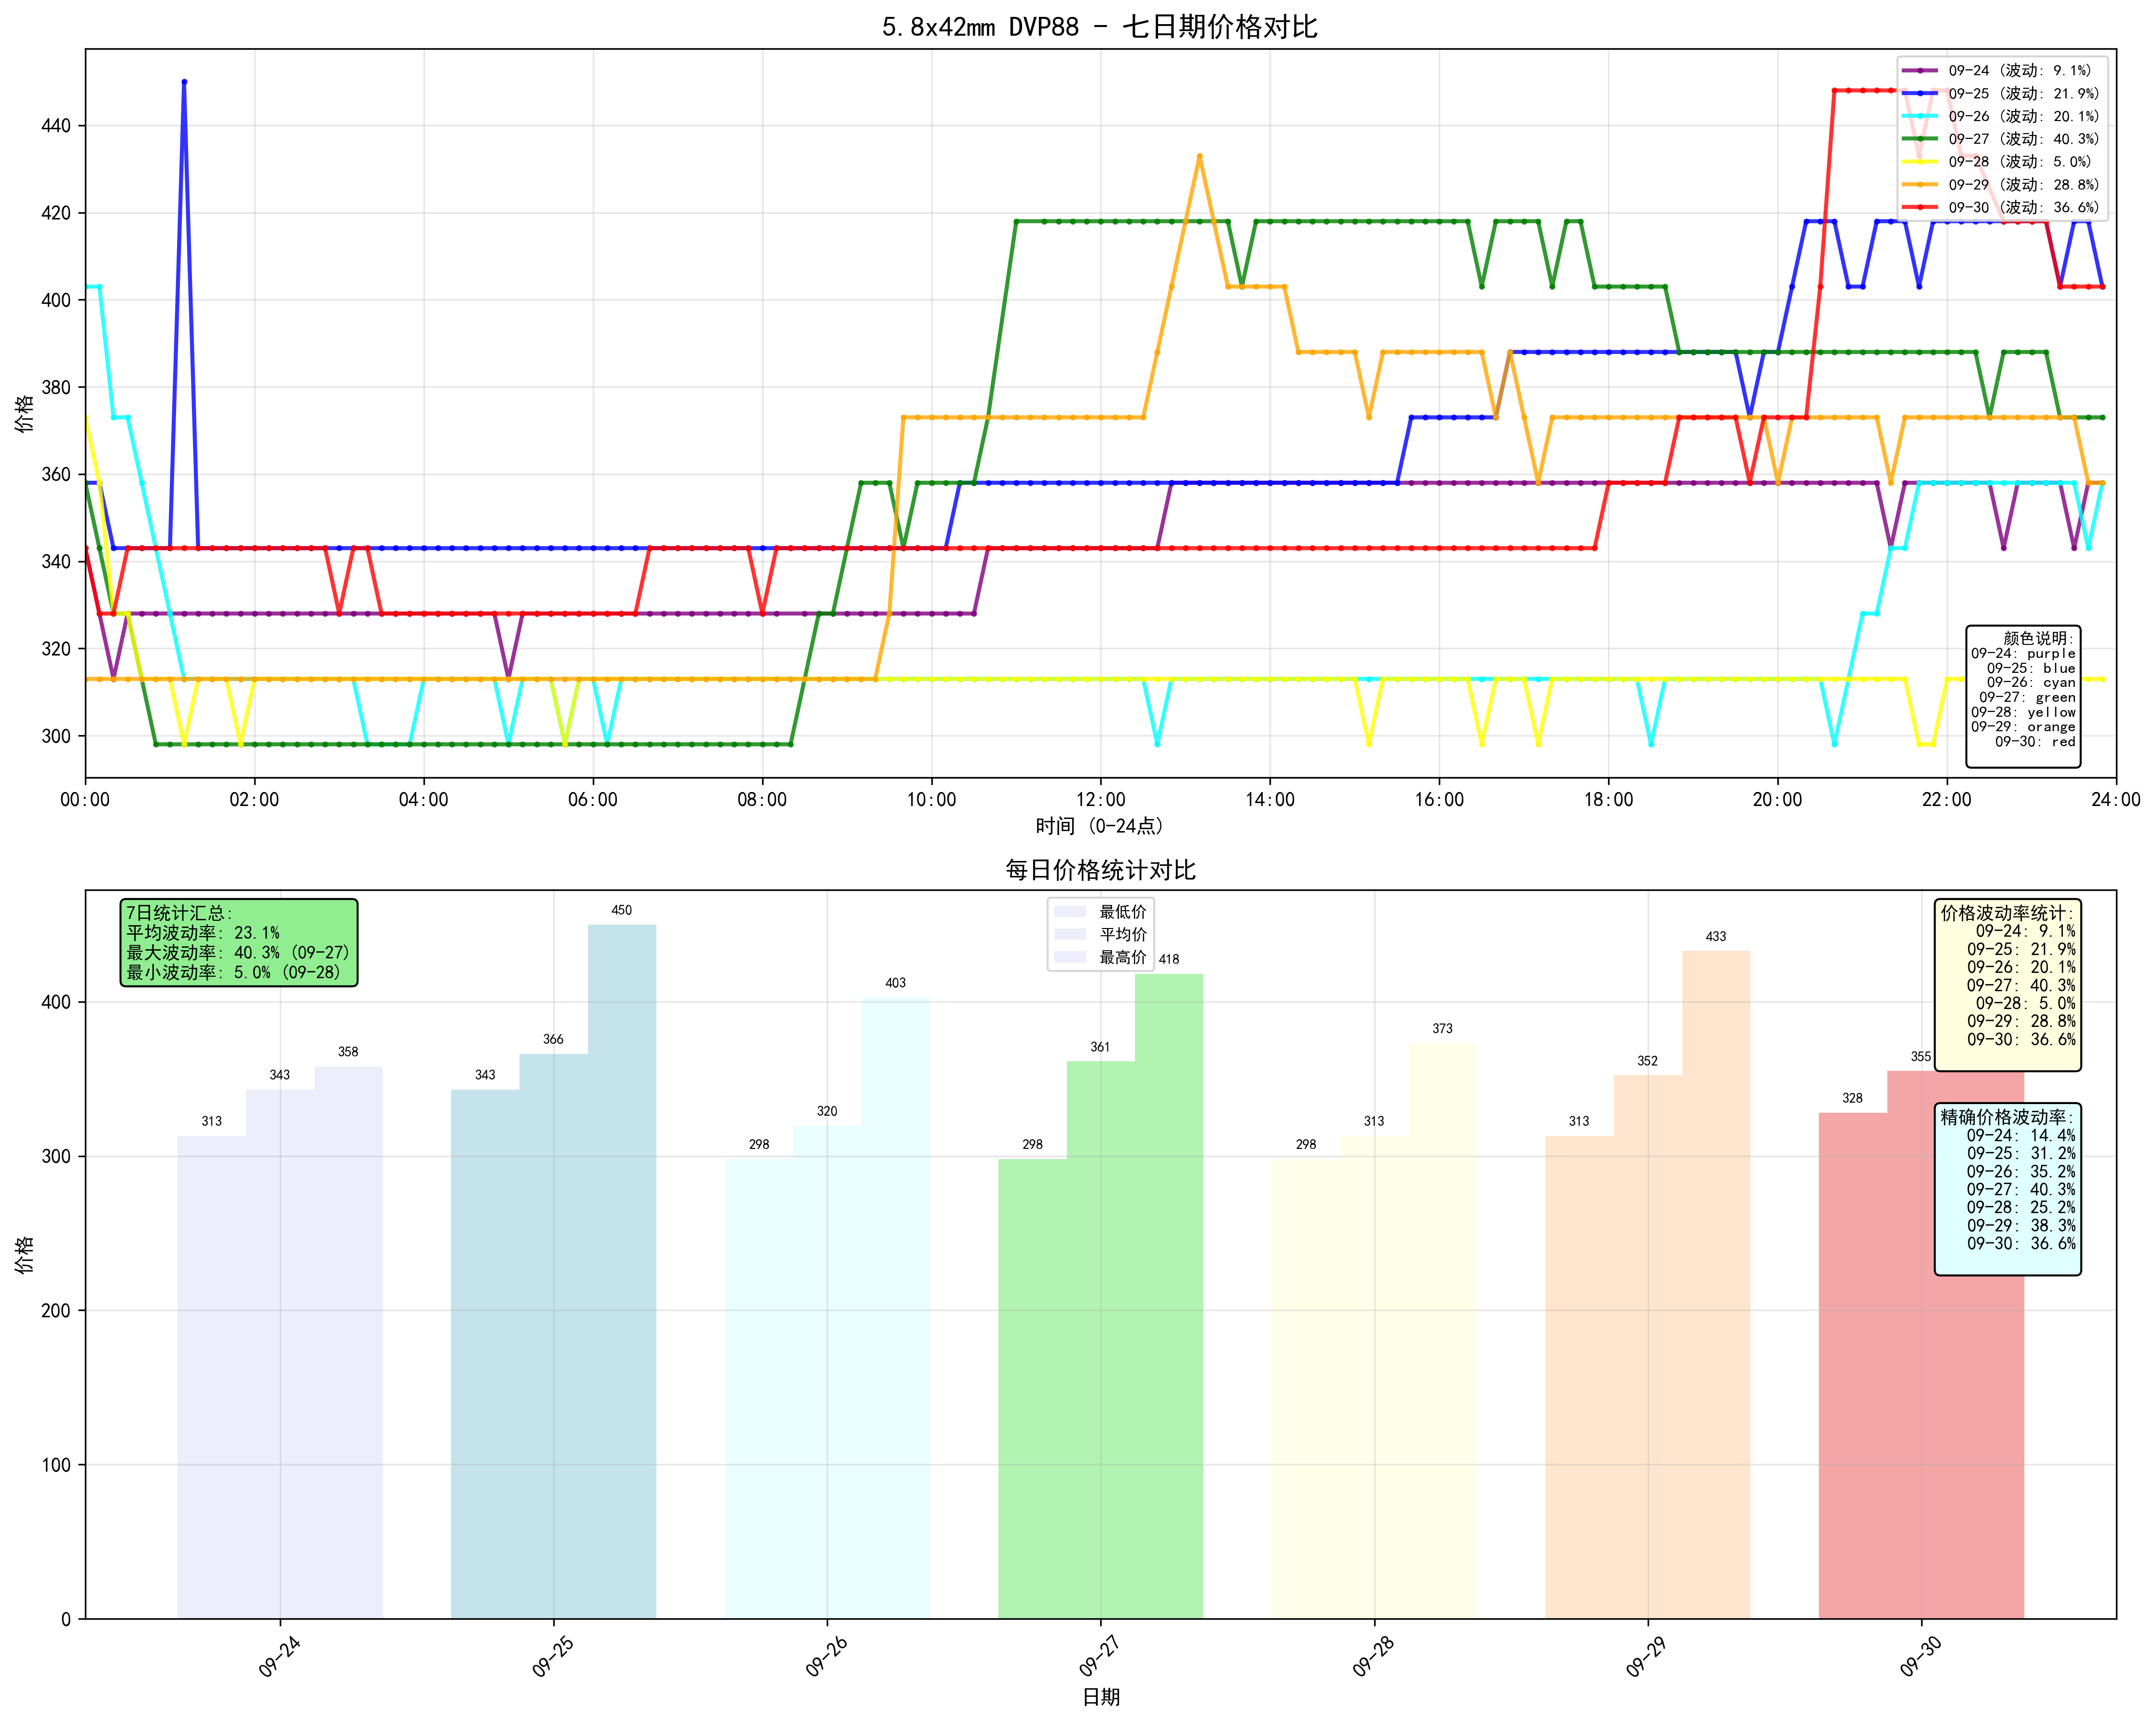 5.8x42mm DVP88 - 七日期价格对比
09-24 (波动: 9.1%)
09-25 (波动: 21.9%)
09-26 (波动: 20.1%)
09-27 (波动: 40.3%)
09-28 (波动: 5.0%)
09-29 (波动: 28.8%)
09-30 (波动: 36.6%)
440
420
400
380
360
340
320
300
价格
颜色说明:
09-24: purple
09-25: blue
09-26: cyan
09-27: green
09-28: yellow
09-29: orange
09-30: red
00:00
02:00
04:00
06:00
08:00
10:00
12:00
14:00
16:00
18:00
20:00
22:00
24:00
时间 (0-24点)
每日价格统计对比
7日统计汇总:
平均波动率: 23.1%
最大波动率: 40.3% (09-27)
最小波动率: 5.0% (09-28)
最低价
平均价
最高价
价格波动率统计:
09-24: 9.1%
09-25: 21.9%
09-26: 20.1%
09-27: 40.3%
09-28: 5.0%
09-29: 28.8%
09-30: 36.6%
精确价格波动率:
09-24: 14.4%
09-25: 31.2%
09-26: 35.2%
09-27: 40.3%
09-28: 25.2%
09-29: 38.3%
09-30: 36.6%
313
343
358
343
366
450
298
320
403
298
361
418
298
313
373
313
352
433
328
355
400
300
200
100
0
价格
09-24
09-25
09-26
09-27
09-28
09-29
09-30
日期